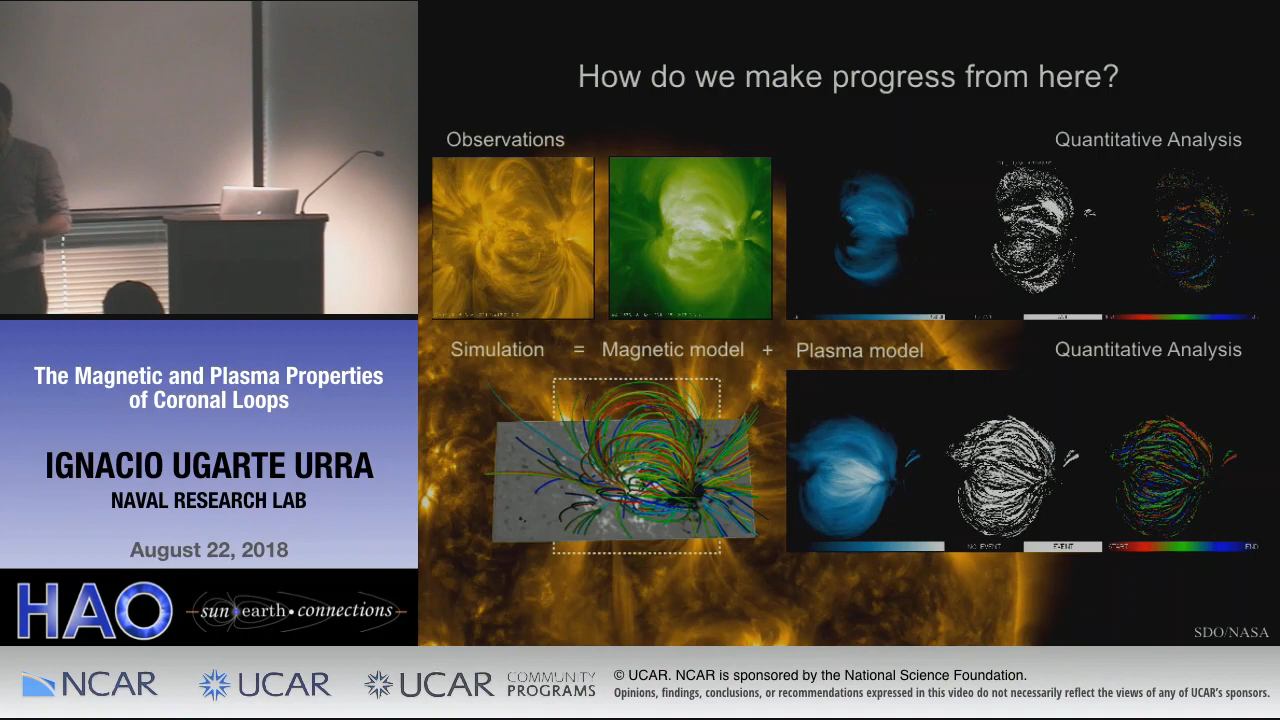 How do we make progress from here?
Observations
Quantitative Analysis
Simulation = Magnetic model + Plasma model
Quantitative Analysis
NO EVENT
EVENT
START
END
SDO/NASA
The Magnetic and Plasma Properties
of Coronal Loops
IGNACIO UGARTE URRA
NAVAL RESEARCH LAB
August 22, 2018
HAO
sun earth • connections
NCAR
UCAR
UCAR
COMMUNITY
PROGRAMS
© UCAR. NCAR is sponsored by the National Science Foundation.
Opinions, findings, conclusions, or recommendations expressed in this video do not necessarily reflect the views of any of UCAR's sponsors.